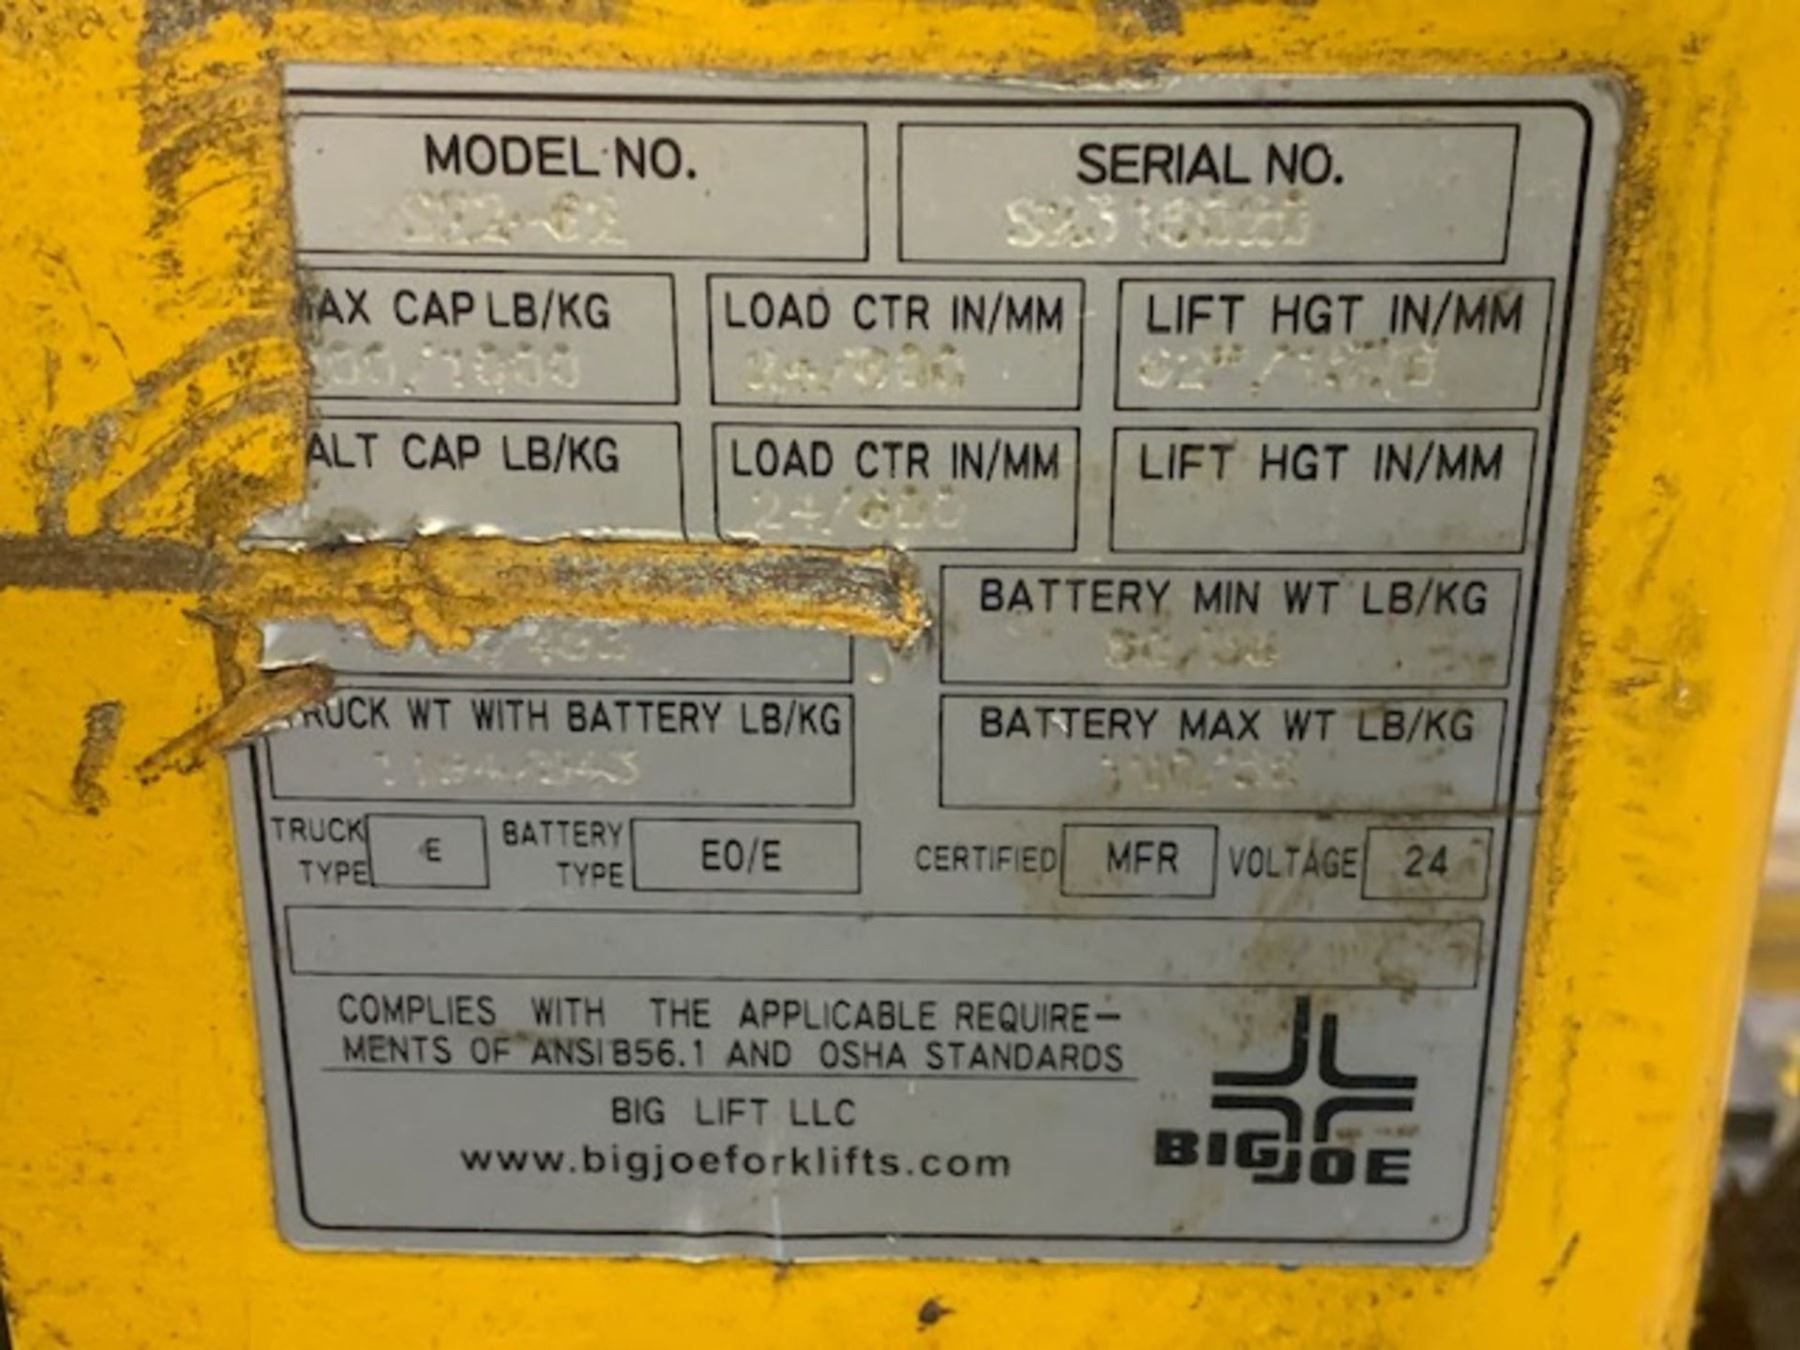 MODEL NO. SERIAL NO.
AX CAP LB/KG LOAD CTR IN/MM LIFT HGT IN/MM
00/1000
ALT CAP LB/KG LOAD CTR IN/MM LIFT HGT IN/MM
24/600
BATTERY MIN WT LB/KG
TRUCK WT WITH BATTERY LB/KG BATTERY MAX WT LB/KG
TRUCK TYPE E BATTERY TYPE EO/E CERTIFIED MFR VOLTAGE 24
COMPLIES WITH THE APPLICABLE REQUIRE-
MENTS OF ANSI B56.1 AND OSHA STANDARDS
BIG LIFT LLC
www.bigjoeforklifts.com
BIG JOE